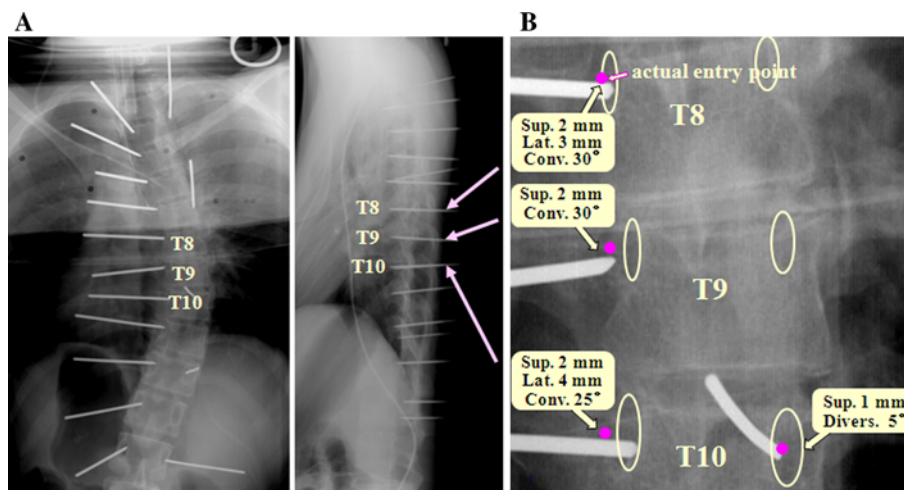 A
B
T8
T9
T10
T8
T9
T10
actual entry point
T8
Sup. 2 mm
Lat. 3 mm
Conv. 30°
Sup. 2 mm
Conv. 30°
T9
Sup. 2 mm
Lat. 4 mm
Conv. 25°
Sup. 1 mm
Divers. 5°
T10